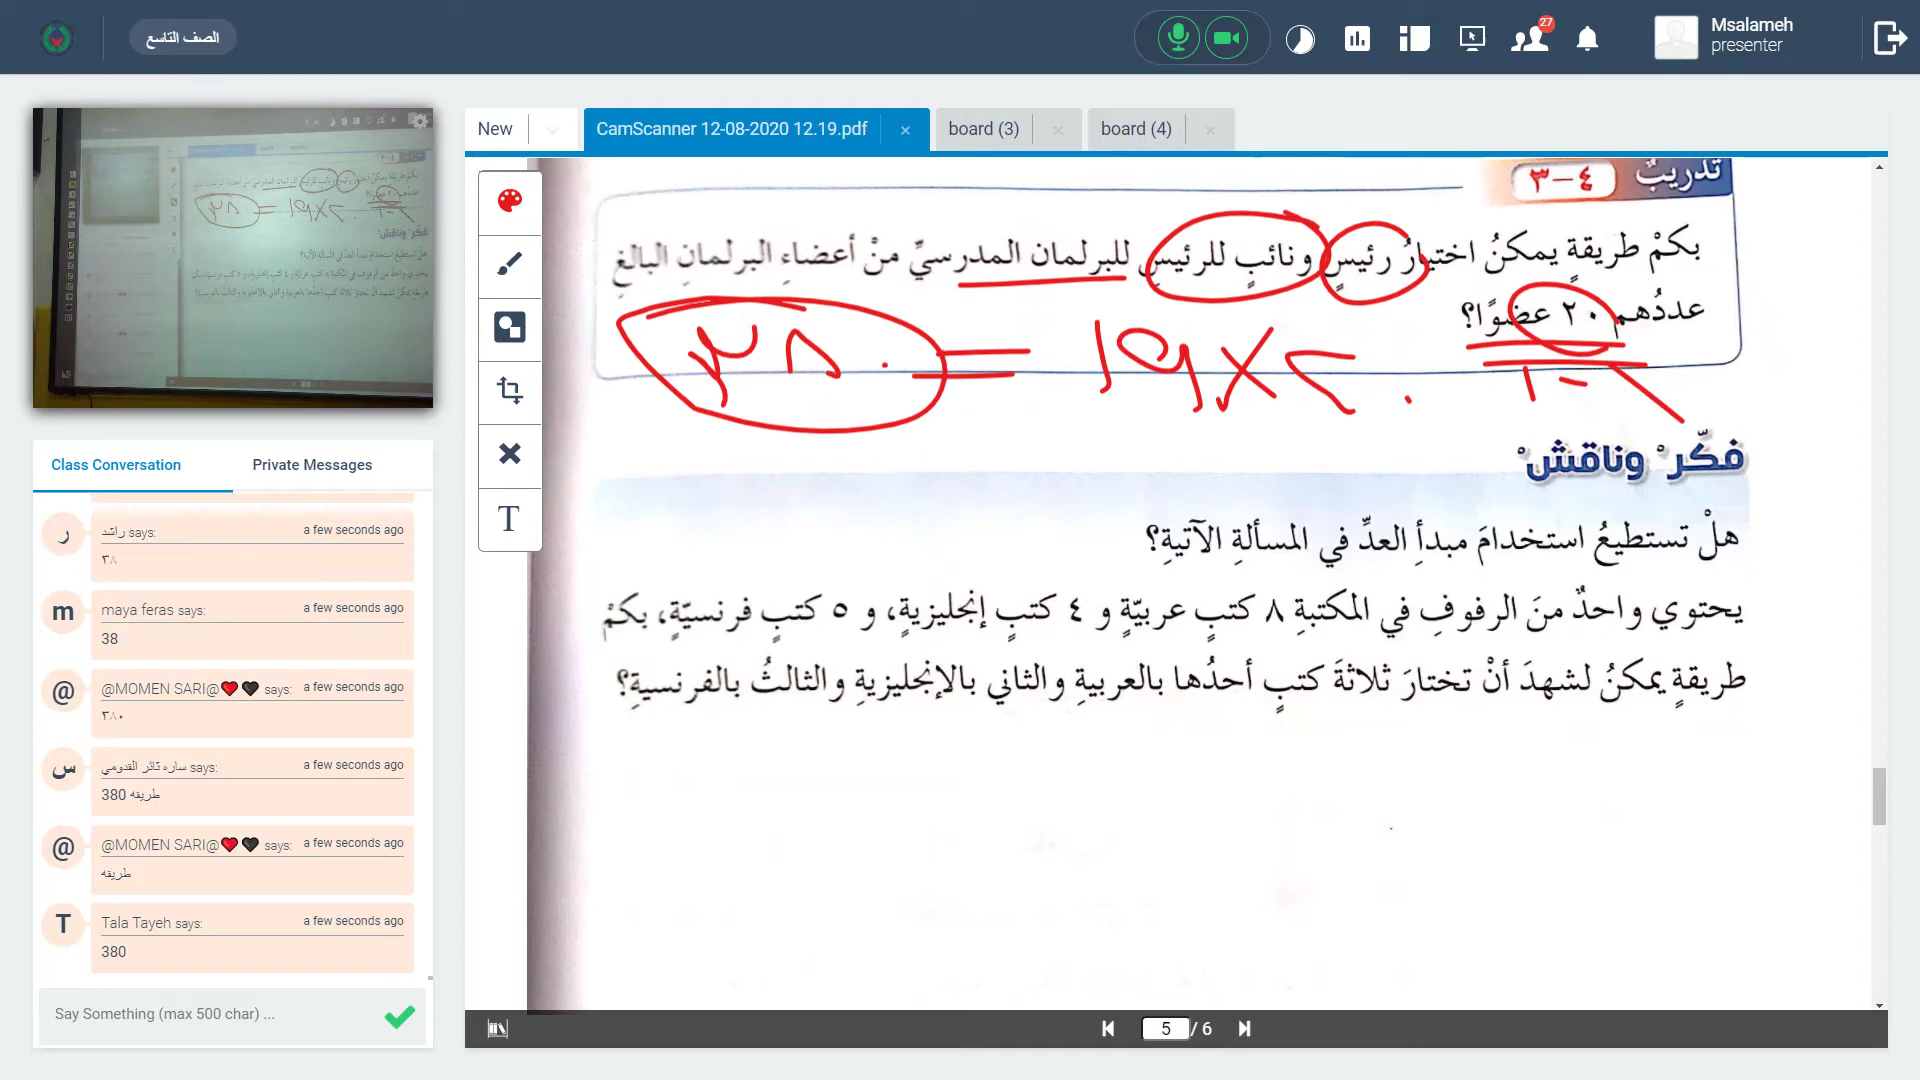 الصف التاسع
27
Msalameh
presenter
New
CamScanner 12-08-2020 12.19.pdf
board (3)
board (4)
تدريبٌ ٤-٣
بكمْ طريقةٍ يمكنُ اختيارُ رئيسٍ ونائبٍ للرئيسِ للبرلمان المدرسيِّ منْ أعضاءِ البرلمانِ البالغِ
عددُهم ٢٠ عضوًا؟
٢٠ × ١٩ = ٣٨٠
فكّرْ وناقشْ
هلْ تستطيعُ استخدامَ مبدأِ العدِّ في المسألةِ الآتيةِ؟
يحتوي واحدٌ منَ الرفوفِ في المكتبةِ ٨ كتبٍ عربيّةٍ و ٤ كتبٍ إنجليزيةٍ، و ٥ كتبٍ فرنسيّةٍ، بكمْ
طريقةٍ يمكنُ لشهدَ أنْ تختارَ ثلاثةَ كتبٍ أحدُها بالعربيةِ والثاني بالإنجليزيةِ والثالثُ بالفرنسيةِ؟
5 / 6
Class Conversation
Private Messages
ر
راشد says:
a few seconds ago
٣٨
m
maya feras says:
a few seconds ago
38
@
@MOMEN SARI@❤️🖤 says:
a few seconds ago
٣٨٠
س
ساره ثائر القدومي says:
a few seconds ago
380 طريقه
@
@MOMEN SARI@❤️🖤 says:
a few seconds ago
طريقه
T
Tala Tayeh says:
a few seconds ago
380
Say Something (max 500 char) ...
T